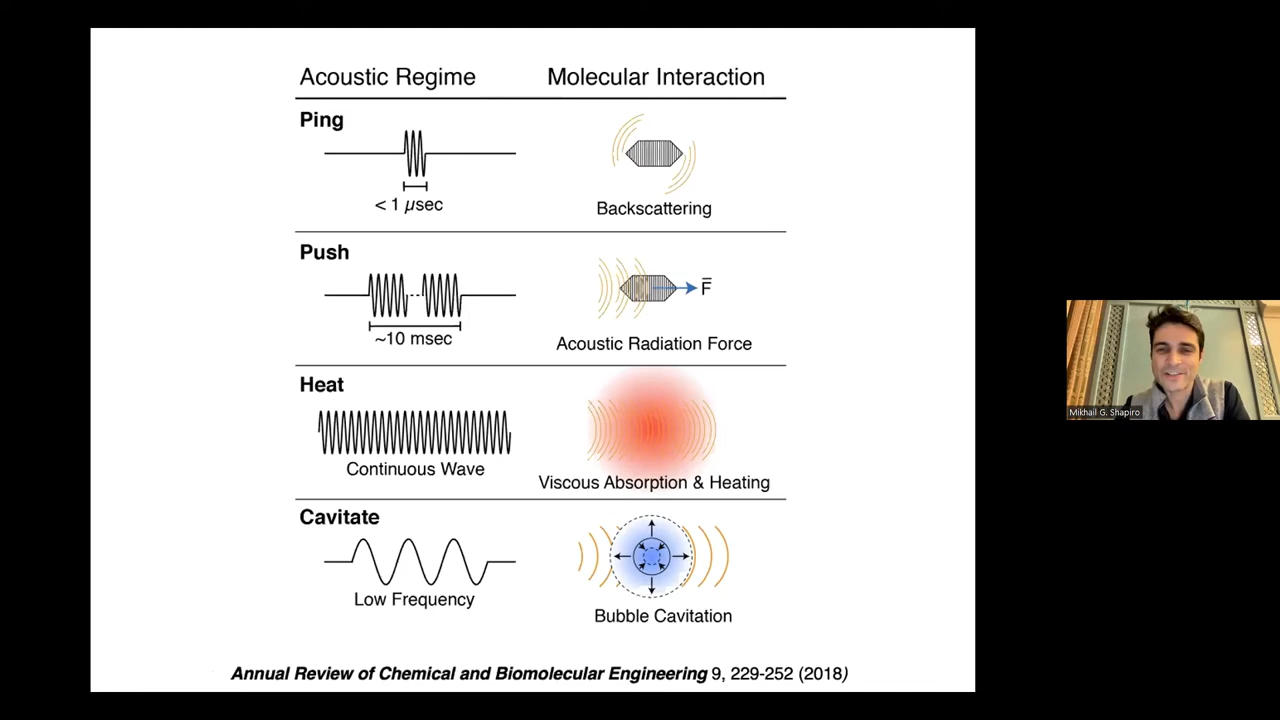 Acoustic Regime Molecular Interaction
Ping
< 1 µsec
Backscattering
Push
F̅
~10 msec
Acoustic Radiation Force
Heat
Continuous Wave
Viscous Absorption & Heating
Cavitate
Low Frequency
Bubble Cavitation
Annual Review of Chemical and Biomolecular Engineering 9, 229-252 (2018)
Mikhail G. Shapiro